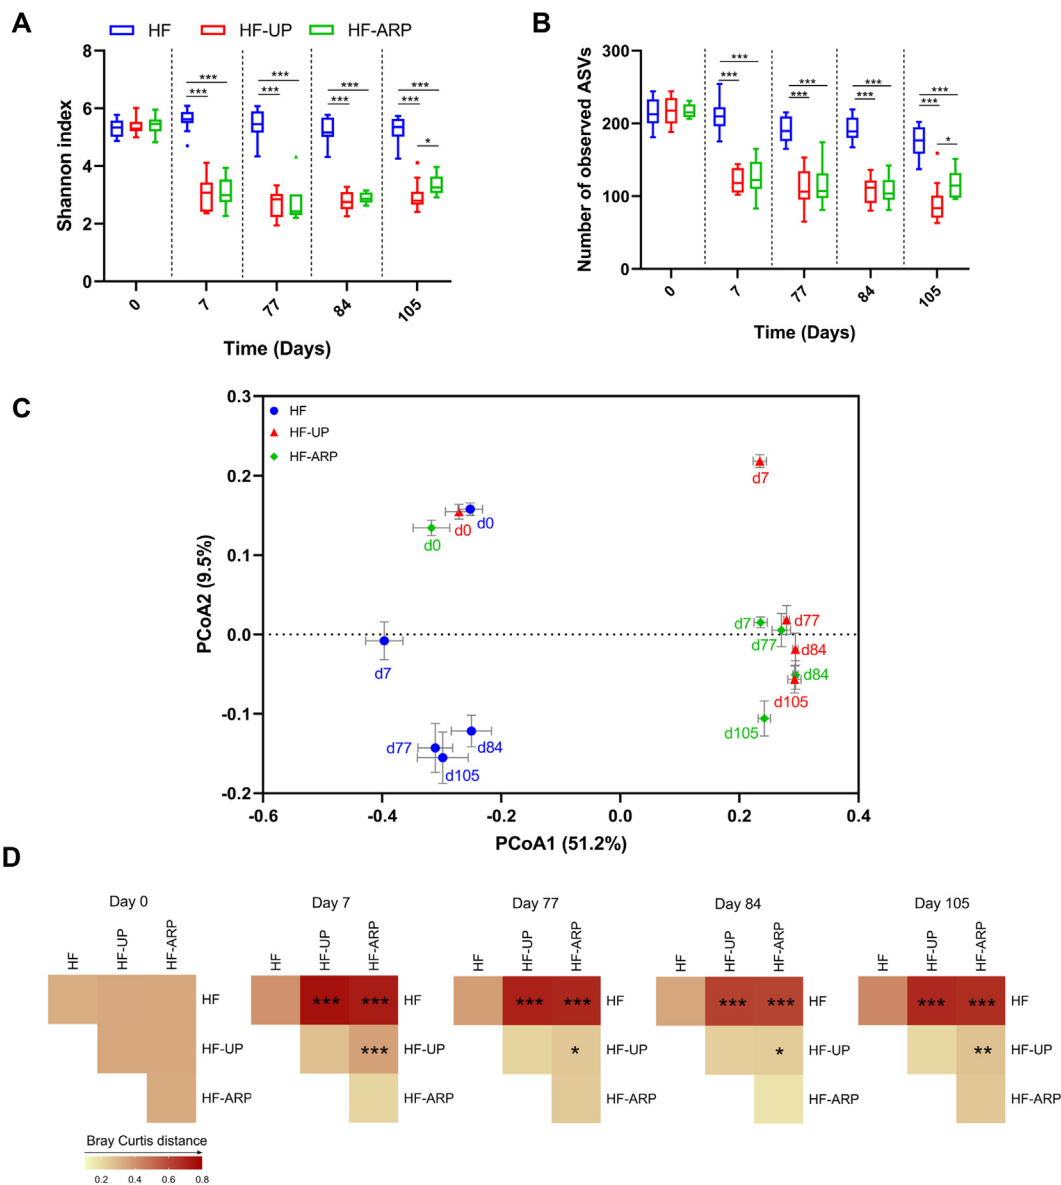 A
HF
HF-UP
HF-ARP
8
6
4
2
0
Shannon index
***
***
***
***
***
***
***
***
*
0
7
77
84
105
Time (Days)
B
300
200
100
0
Number of observed ASVs
***
***
***
***
***
***
***
***
*
0
7
77
84
105
Time (Days)
C
HF
HF-UP
HF-ARP
0.3
0.2
0.1
0.0
-0.1
-0.2
PCoA2 (9.5%)
d7
d0
d0
d0
d7
d77
d77
d84
d84
d105
d105
d7
d77
d84
d105
-0.6
-0.4
-0.2
0.0
0.2
0.4
PCoA1 (51.2%)
D
Day 0
HF
HF-UP
HF-ARP
HF
HF-UP
HF-ARP
Day 7
HF
HF-UP
HF-ARP
*** *** HF
*** HF-UP
HF-ARP
Day 77
HF
HF-UP
HF-ARP
*** *** HF
* HF-UP
HF-ARP
Day 84
HF
HF-UP
HF-ARP
*** *** HF
* HF-UP
HF-ARP
Day 105
HF
HF-UP
HF-ARP
*** *** HF
** HF-UP
HF-ARP
Bray Curtis distance
0.2 0.4 0.6 0.8